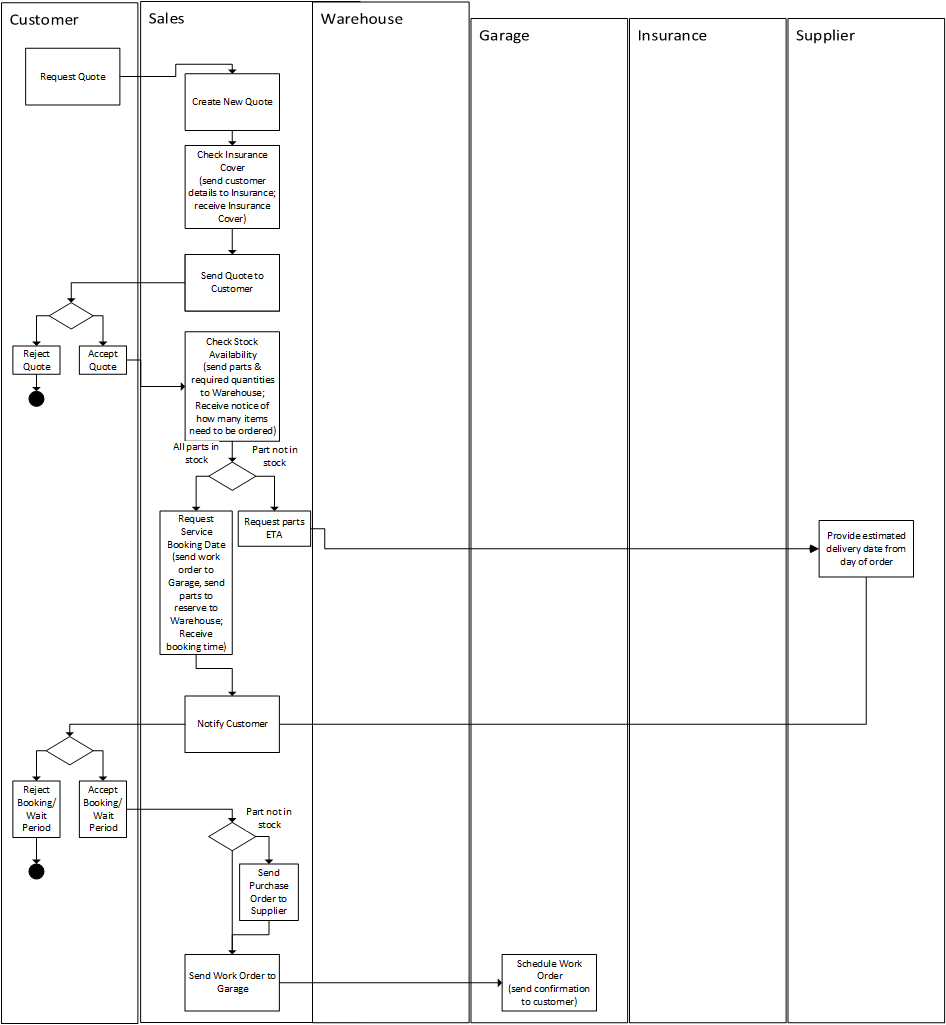 Customer
Sales
Warehouse
Garage
Insurance
Supplier
Request Quote
Create New Quote
Check Insurance
Cover
(send customer
details to Insurance;
receive Insurance
Cover)
Send Quote to
Customer
Reject
Quote
Accept
Quote
Check Stock
Availability
(send parts &
required quantities
to Warehouse;
Receive notice of
how many items
need to be ordered)
All parts in
stock
Part not in
stock
Request
Service
Booking Date
(send work
order to
Garage, send
parts to
reserve to
Warehouse;
Receive
booking time)
Request parts
ETA
Provide estimated
delivery date from
day of order
Notify Customer
Reject
Booking/
Wait
Period
Accept
Booking/
Wait
Period
Part not in
stock
Send
Purchase
Order to
Supplier
Send Work Order to
Garage
Schedule Work
Order
(send confirmation
to customer)